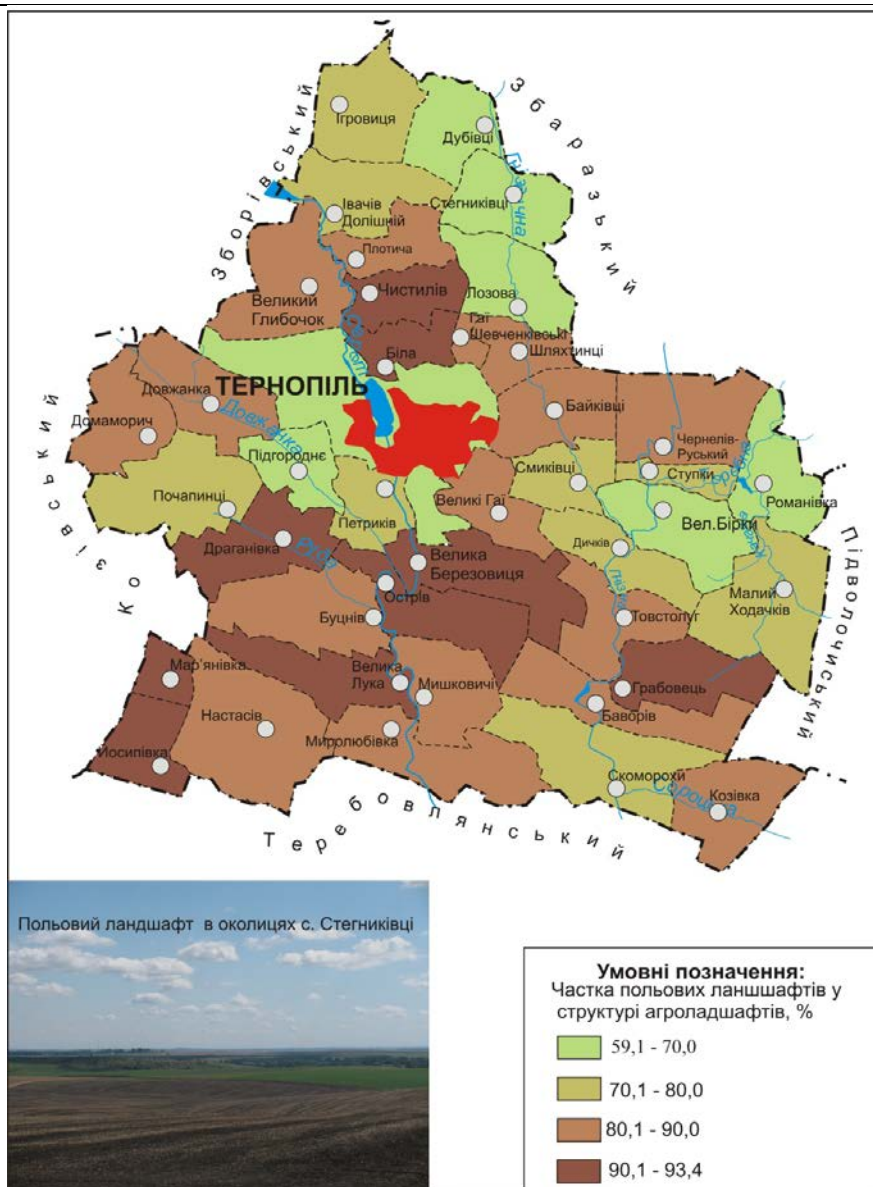 Зборівський
Збаразький
Ігровиця
Дубівці
Гнізечна
Стегниківці
Івачів
Долішній
Плотича
Чистилів
Лозова
Великий
Глибочок
Гаї
Шевченківські
Шляхтинці
Біла
ТЕРНОПІЛЬ
Довжанка
Довжанка
Домаморич
Байківці
Чернелів-
Руський
Підгороднє
Смиківці
Ступки
Романівка
Почапинці
Петриків
Великі Гаї
Вел.Бірки
Козівський
Драганівка
Руда
Дичків
Підволочиський
Велика
Березовиця
Малий
Ходачків
Острів
Буцнів
Товстолуг
Мар'янівка
Велика
Лука
Мишковичі
Грабовець
Баворів
Настасів
Миролюбівка
Йосипівка
Скоморохи
Козівка
Теребовлянський
Польовий ландшафт в околицях с. Стегниківці
Умовні позначення:
Частка польових ланшшафтів у
структурі агроладшафтів, %
59,1 - 70,0
70,1 - 80,0
80,1 - 90,0
90,1 - 93,4